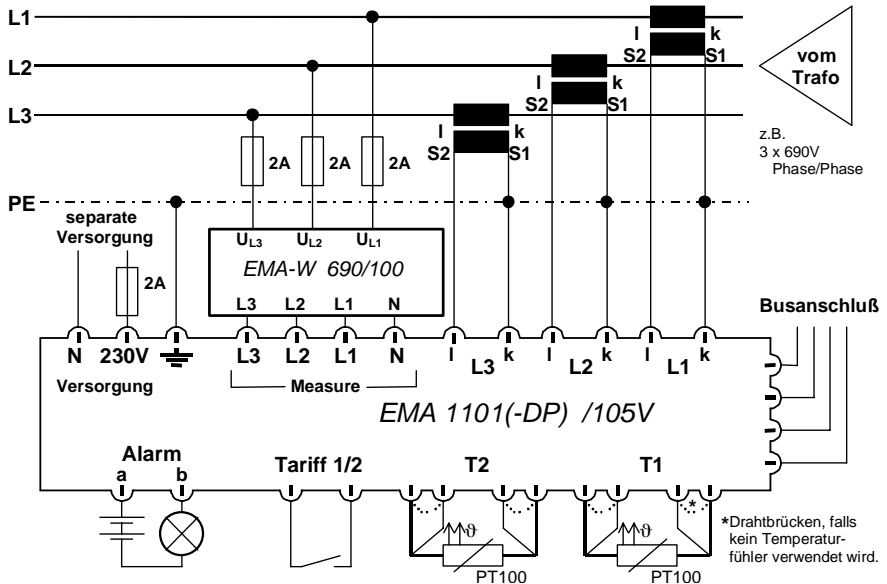 L1
l k
S2 S1
L2
l k
S2 S1
vom
Trafo
L3
l k
S2 S1
z.B.
3 x 690V
Phase/Phase
2A 2A 2A
PE
separate
Versorgung
2A
UL3 UL2 UL1
EMA-W 690/100
L3 L2 L1 N
Busanschluß
N 230V L3 L2 L1 N l L3 k l L2 k l L1 k
Versorgung
Measure
EMA 1101(-DP) /105V
Alarm
a b
Tariff 1/2
T2
T1
*
ϑ ϑ
PT100 PT100
*Drahtbrücken, falls
kein Temperatur-
fühler verwendet wird.